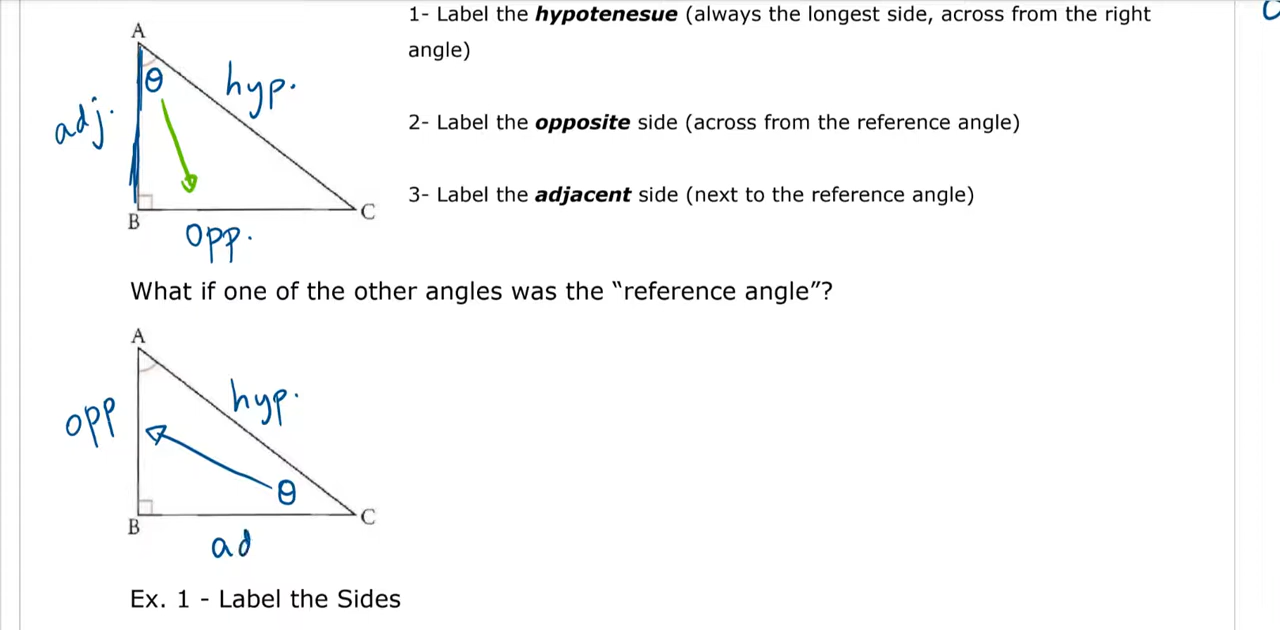 1- Label the hypotenesue (always the longest side, across from the right
angle)
A
θ
hyp.
adj.
2- Label the opposite side (across from the reference angle)
3- Label the adjacent side (next to the reference angle)
B
C
opp.
What if one of the other angles was the “reference angle”?
A
hyp.
opp
θ
B
C
ad
Ex. 1 - Label the Sides